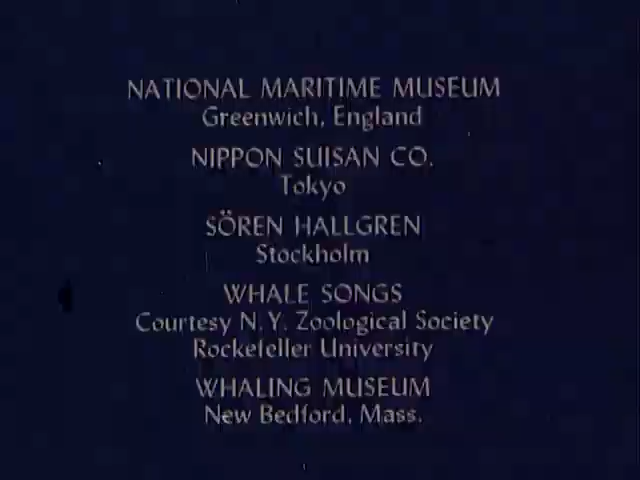 NATIONAL MARITIME MUSEUM
Greenwich, England
NIPPON SUISAN CO.
Tokyo
SÖREN HALLGREN
Stockholm
WHALE SONGS
Courtesy N.Y. Zoological Society
Rockefeller University
WHALING MUSEUM
New Bedford, Mass.